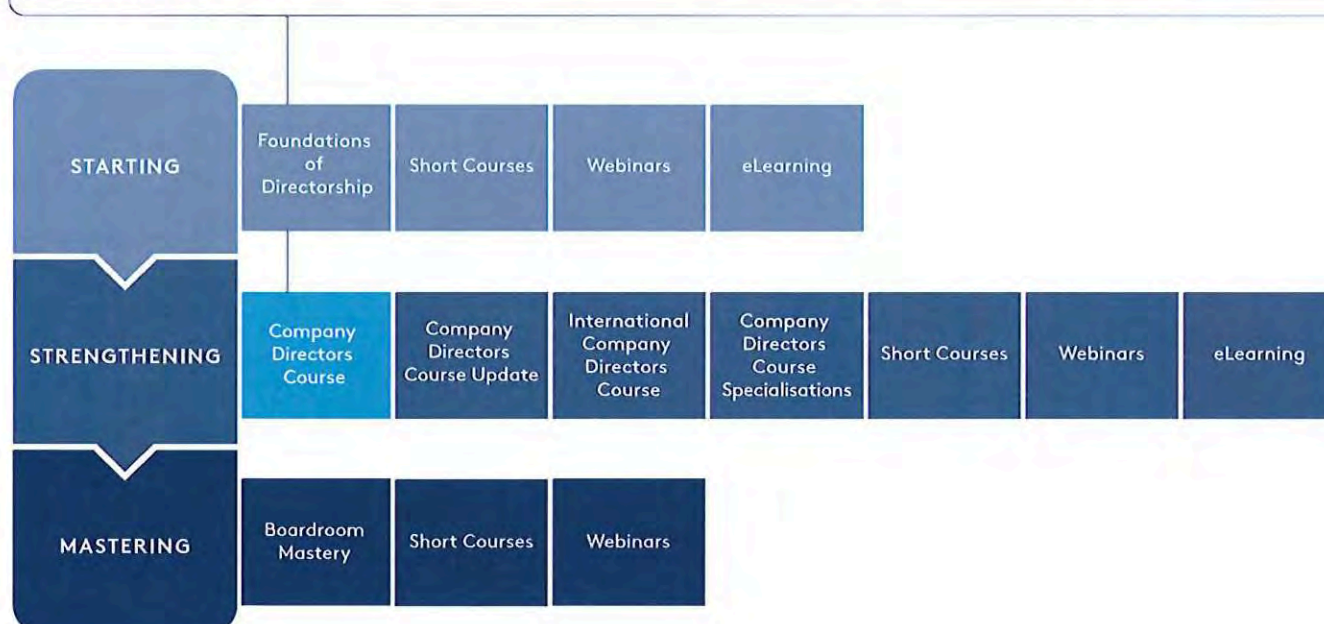 STARTING
Foundations
of
Directorship
Short Courses
Webinars
eLearning
STRENGTHENING
Company
Directors
Course
Company
Directors
Course Update
International
Company
Directors
Course
Company
Directors
Course
Specialisations
Short Courses
Webinars
eLearning
MASTERING
Boardroom
Mastery
Short Courses
Webinars